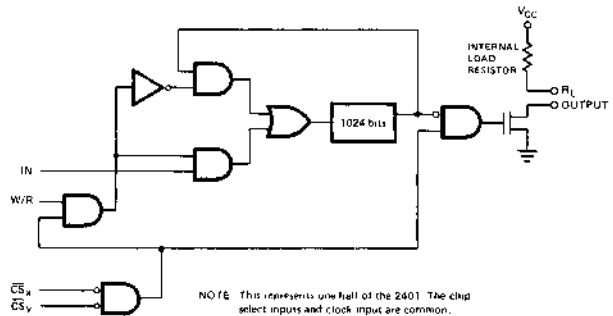 VCC
INTERNAL
LOAD
RESISTOR
RL
OUTPUT
1024 bits
IN
W/R
CSx
CSy
NOTE This represents one half of the 2401. The chip
select inputs and clock input are common.